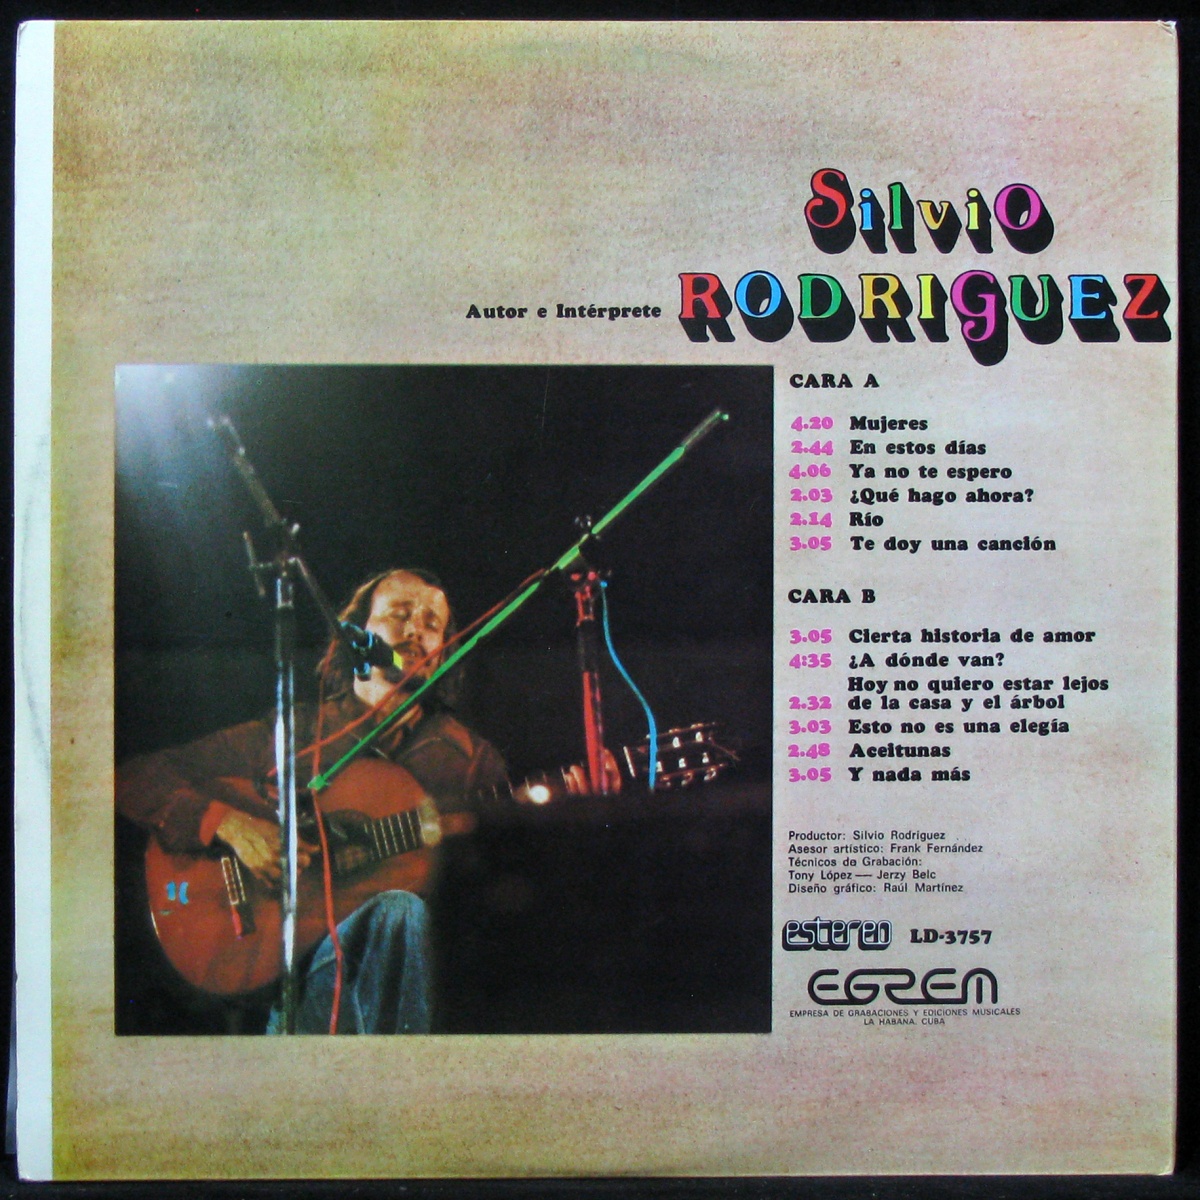 Silvio
Autor e Intérprete RODRIGUEZ
CARA A
4.20 Mujeres
2.44 En estos días
4.06 Ya no te espero
2.03 ¿Qué hago ahora?
2.14 Río
3.05 Te doy una canción
CARA B
3.05 Cierta historia de amor
4:35 ¿A dónde van?
Hoy no quiero estar lejos
2.32 de la casa y el árbol
3.03 Esto no es una elegía
2.48 Aceitunas
3.05 Y nada más
Productor: Silvio Rodríguez
Asesor artístico: Frank Fernández
Técnicos de Grabación:
Tony López — Jerzy Belc
Diseño gráfico: Raúl Martínez
estereo LD-3757
EGREM
EMPRESA DE GRABACIONES Y EDICIONES MUSICALES
LA HABANA. CUBA